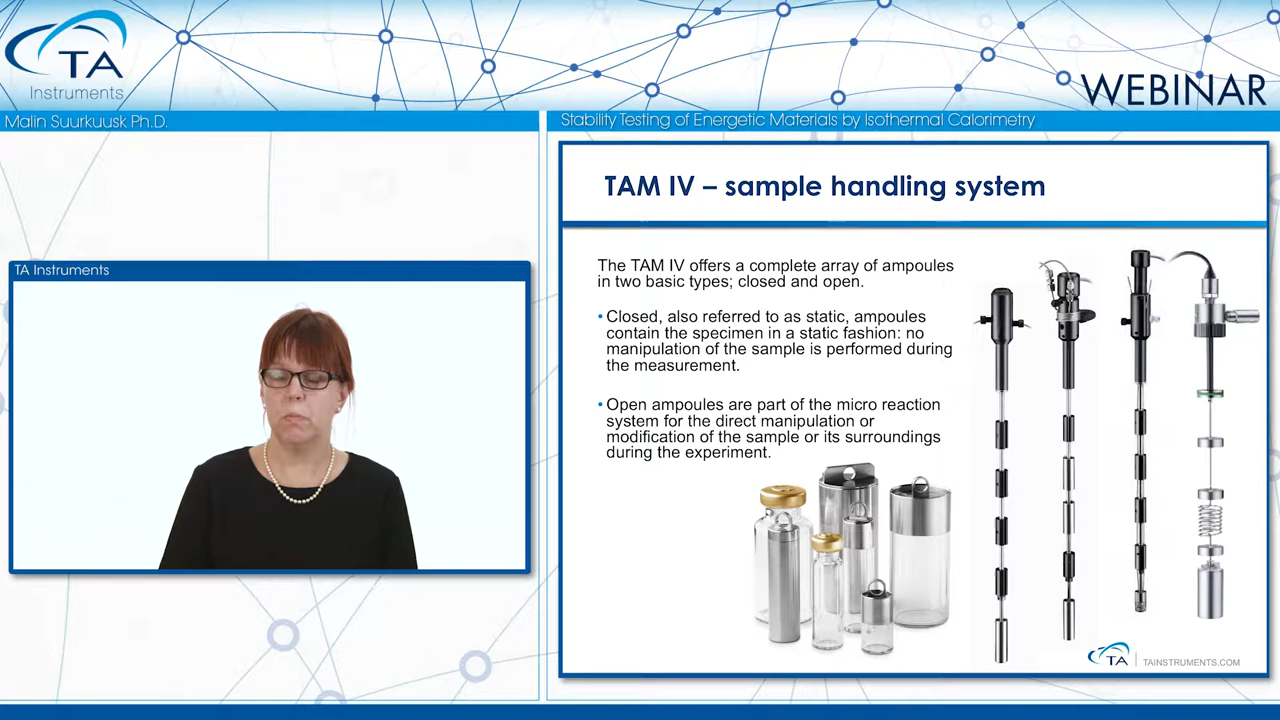 TA
Instruments
WEBINAR
Malin Suurkuusk Ph.D.
Stability Testing of Energetic Materials by Isothermal Calorimetry
TA Instruments
TAM IV – sample handling system
The TAM IV offers a complete array of ampoules
in two basic types; closed and open.
• Closed, also referred to as static, ampoules
contain the specimen in a static fashion: no
manipulation of the sample is performed during
the measurement.
• Open ampoules are part of the micro reaction
system for the direct manipulation or
modification of the sample or its surroundings
during the experiment.
TA | TAINSTRUMENTS.COM